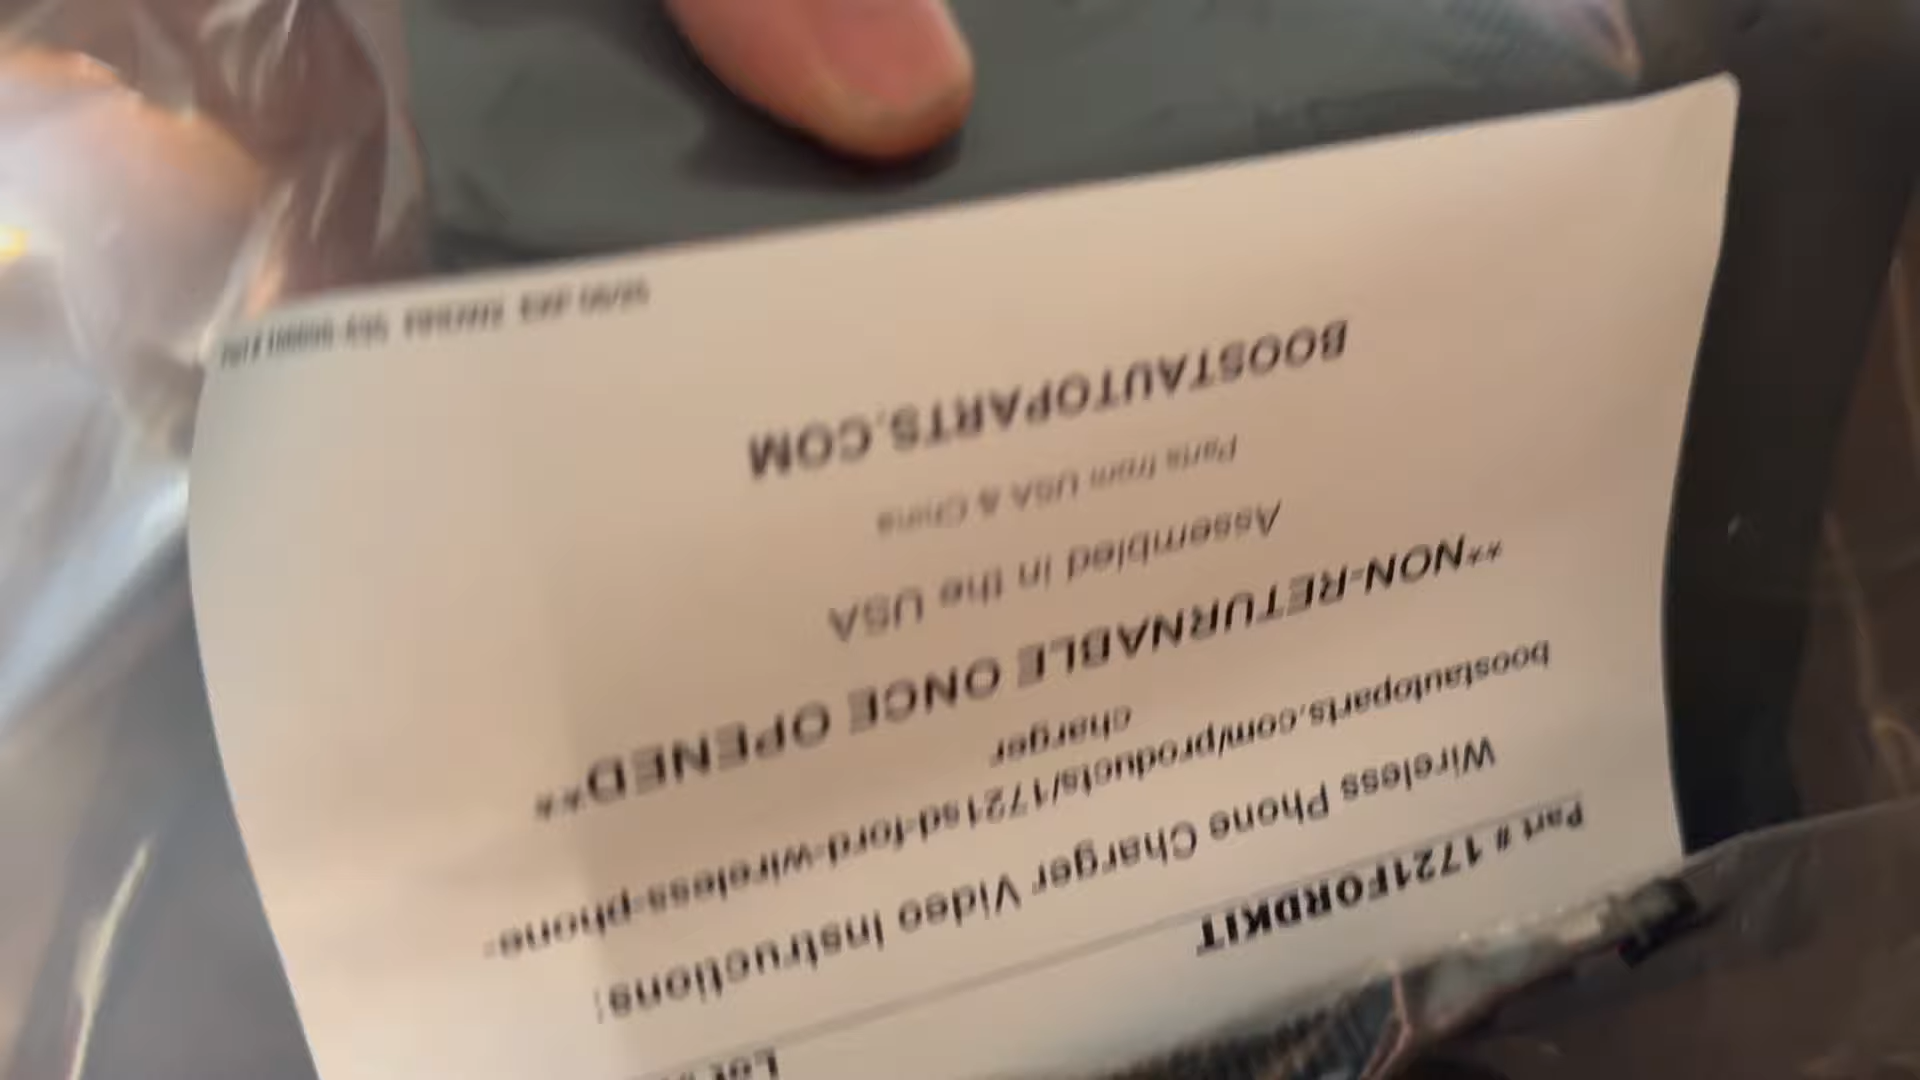 Lot
Part # 1721FORDKIT
Wireless Phone Charger Video Instructions:
boostautoparts.com/products/1721sd-ford-wireless-phone-
charger
**NON-RETURNABLE ONCE OPENED**
Assembled in the USA
Parts from USA & China
BOOSTAUTOPARTS.COM